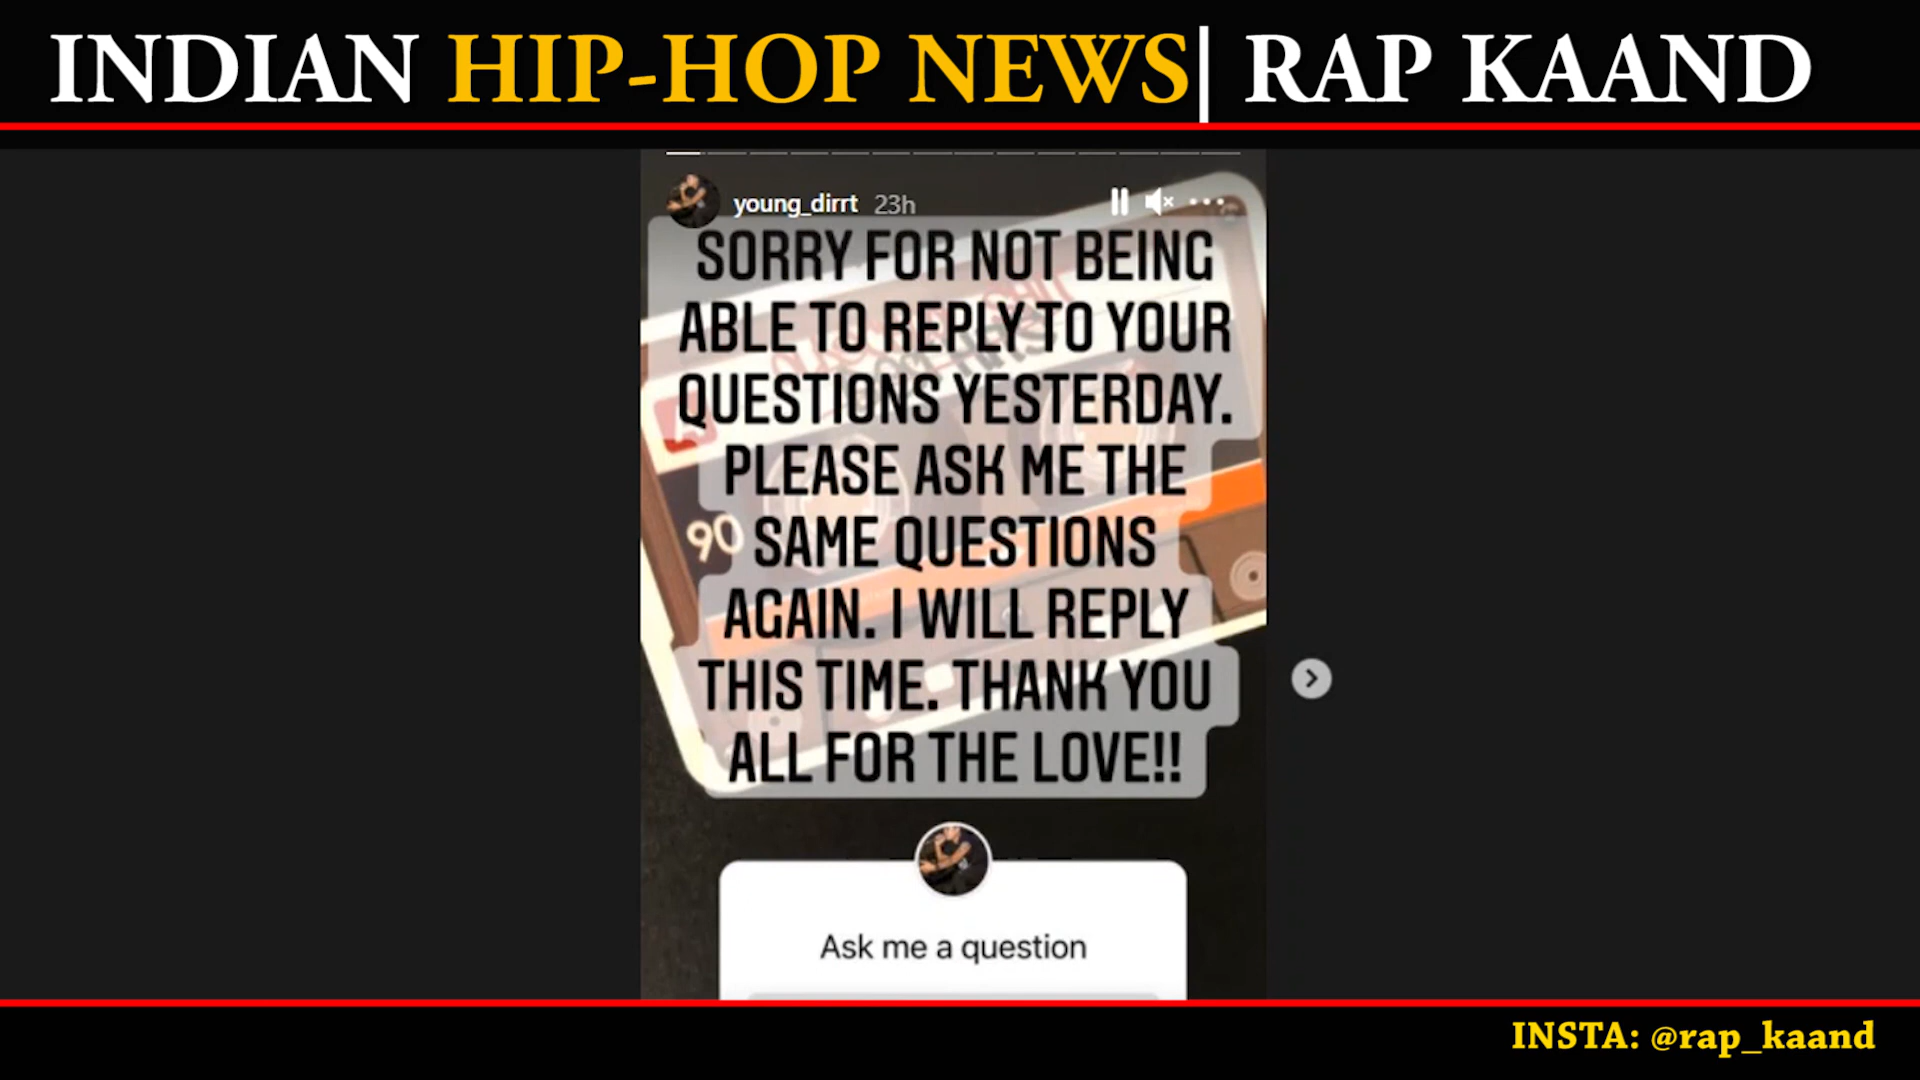 INDIAN HIP-HOP NEWS| RAP KAAND
young_dirrt 23h
SORRY FOR NOT BEING
ABLE TO REPLY TO YOUR
QUESTIONS YESTERDAY.
PLEASE ASK ME THE
SAME QUESTIONS
AGAIN. I WILL REPLY
THIS TIME. THANK YOU
ALL FOR THE LOVE!!
90
Ask me a question
INSTA: @rap_kaand